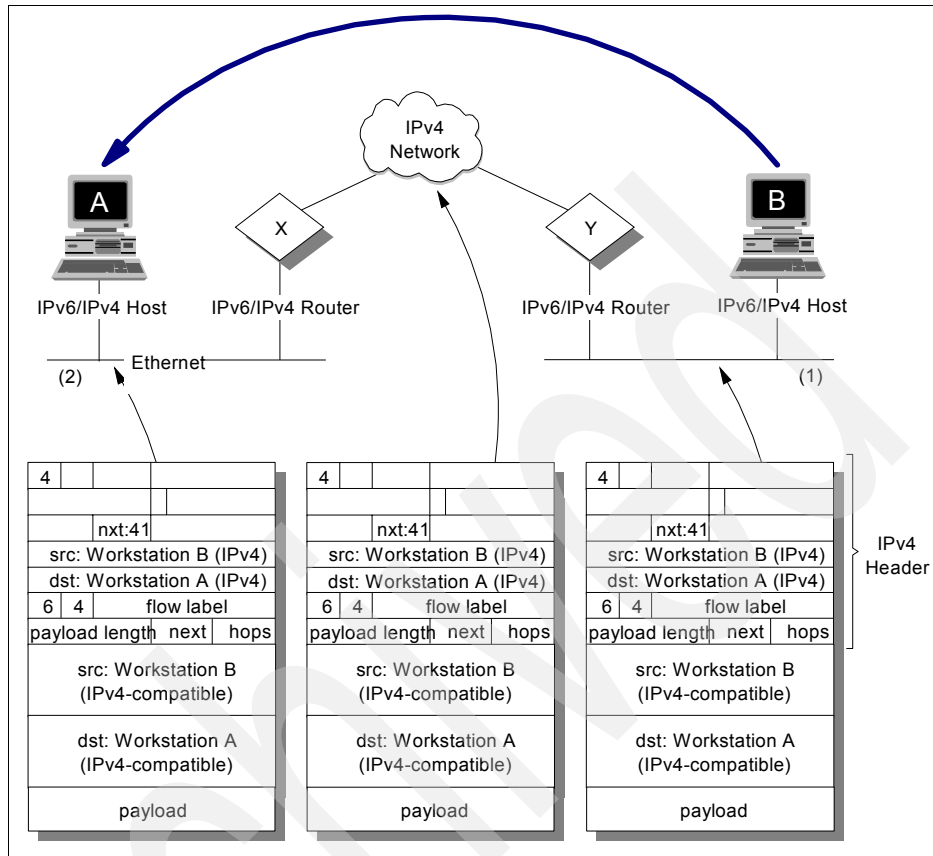 IPv4
Network
A
B
X
Y
IPv6/IPv4 Host
IPv6/IPv4 Router
IPv6/IPv4 Router
IPv6/IPv4 Host
Ethernet
(2)
(1)
4
nxt:41
src: Workstation B (IPv4)
dst: Workstation A (IPv4)
6 4 flow label
payload length next hops
src: Workstation B
(IPv4-compatible)
dst: Workstation A
(IPv4-compatible)
payload
4
nxt:41
src: Workstation B (IPv4)
dst: Workstation A (IPv4)
6 4 flow label
payload length next hops
src: Workstation B
(IPv4-compatible)
dst: Workstation A
(IPv4-compatible)
payload
4
nxt:41
src: Workstation B (IPv4)
dst: Workstation A (IPv4)
6 4 flow label
payload length next hops
src: Workstation B
(IPv4-compatible)
dst: Workstation A
(IPv4-compatible)
payload
IPv4
Header
hived